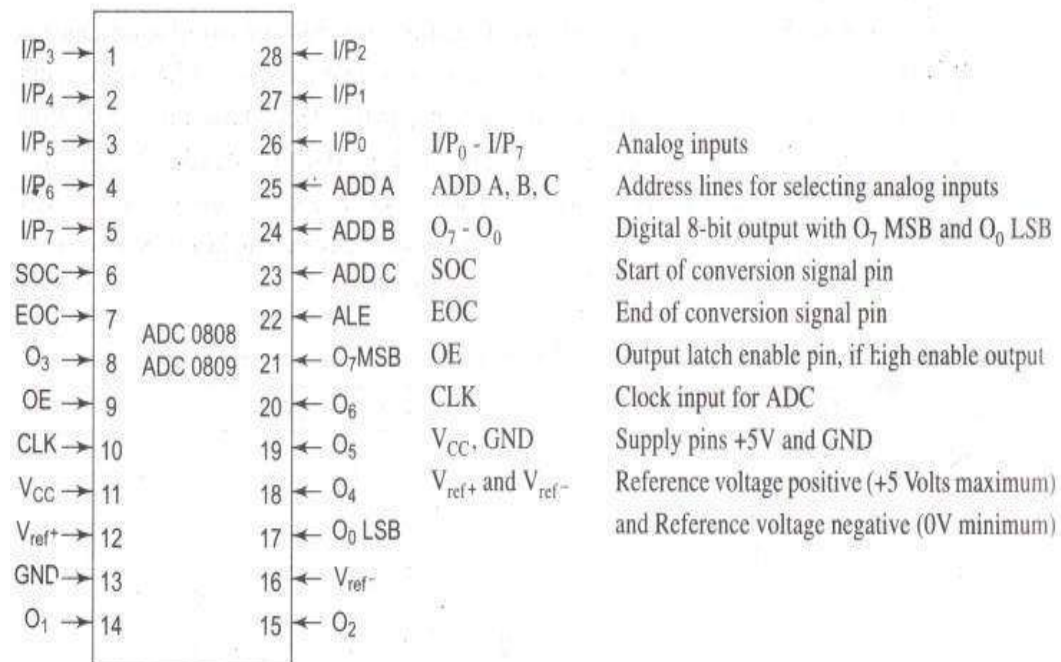 I/P3 1 28 I/P2
I/P4 2 27 I/P1
I/P5 3 26 I/P0 I/P0 - I/P7 Analog inputs
I/P6 4 25 ADD A ADD A, B, C Address lines for selecting analog inputs
I/P7 5 24 ADD B O7 - O0 Digital 8-bit output with O7 MSB and O0 LSB
SOC 6 23 ADD C SOC Start of conversion signal pin
EOC 7 22 ALE EOC End of conversion signal pin
ADC 0808
O3 8 ADC 0809 21 O7MSB OE Output latch enable pin, if high enable output
OE 9 20 O6 CLK Clock input for ADC
CLK 10 19 O5 VCC, GND Supply pins +5V and GND
VCC 11 18 O4 Vref+ and Vref- Reference voltage positive (+5 Volts maximum)
Vref+ 12 17 O0 LSB and Reference voltage negative (0V minimum)
GND 13 16 Vref-
O1 14 15 O2